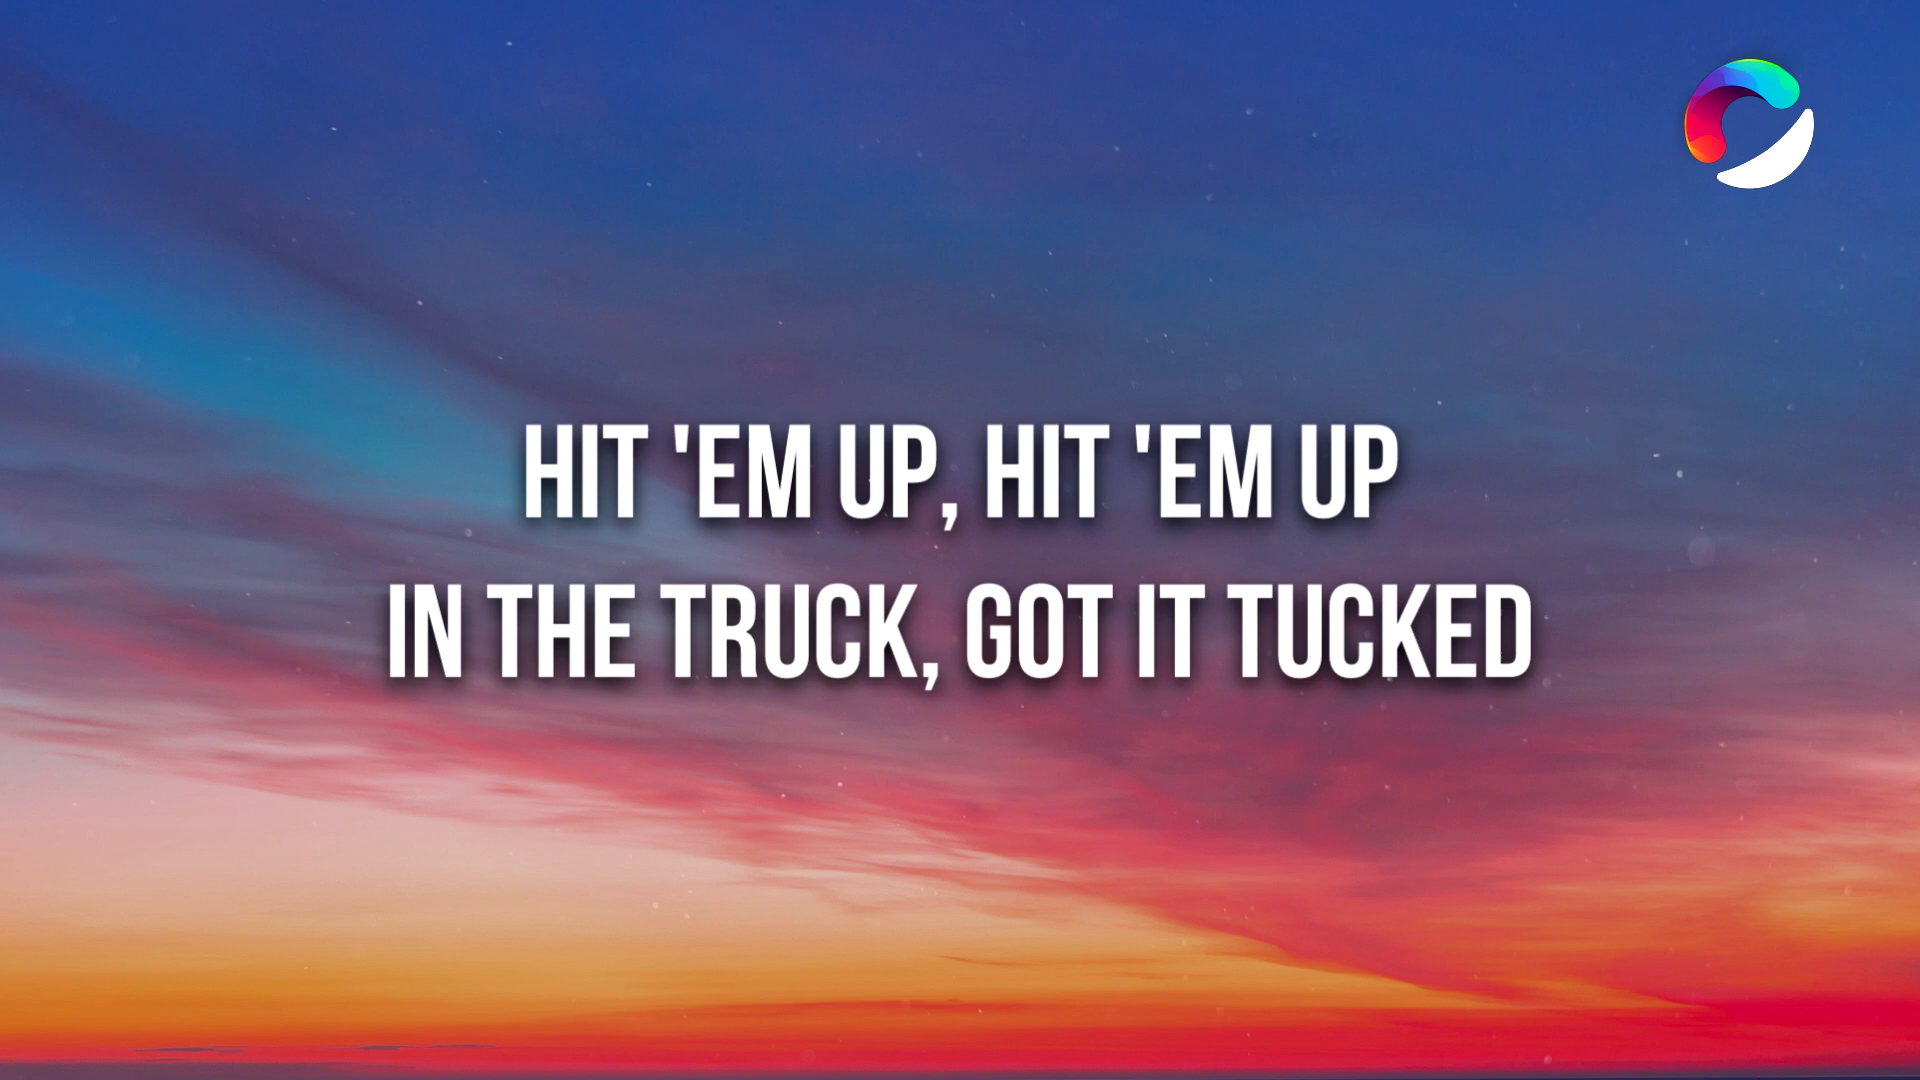 HIT 'EM UP, HIT 'EM UP
IN THE TRUCK, GOT IT TUCKED